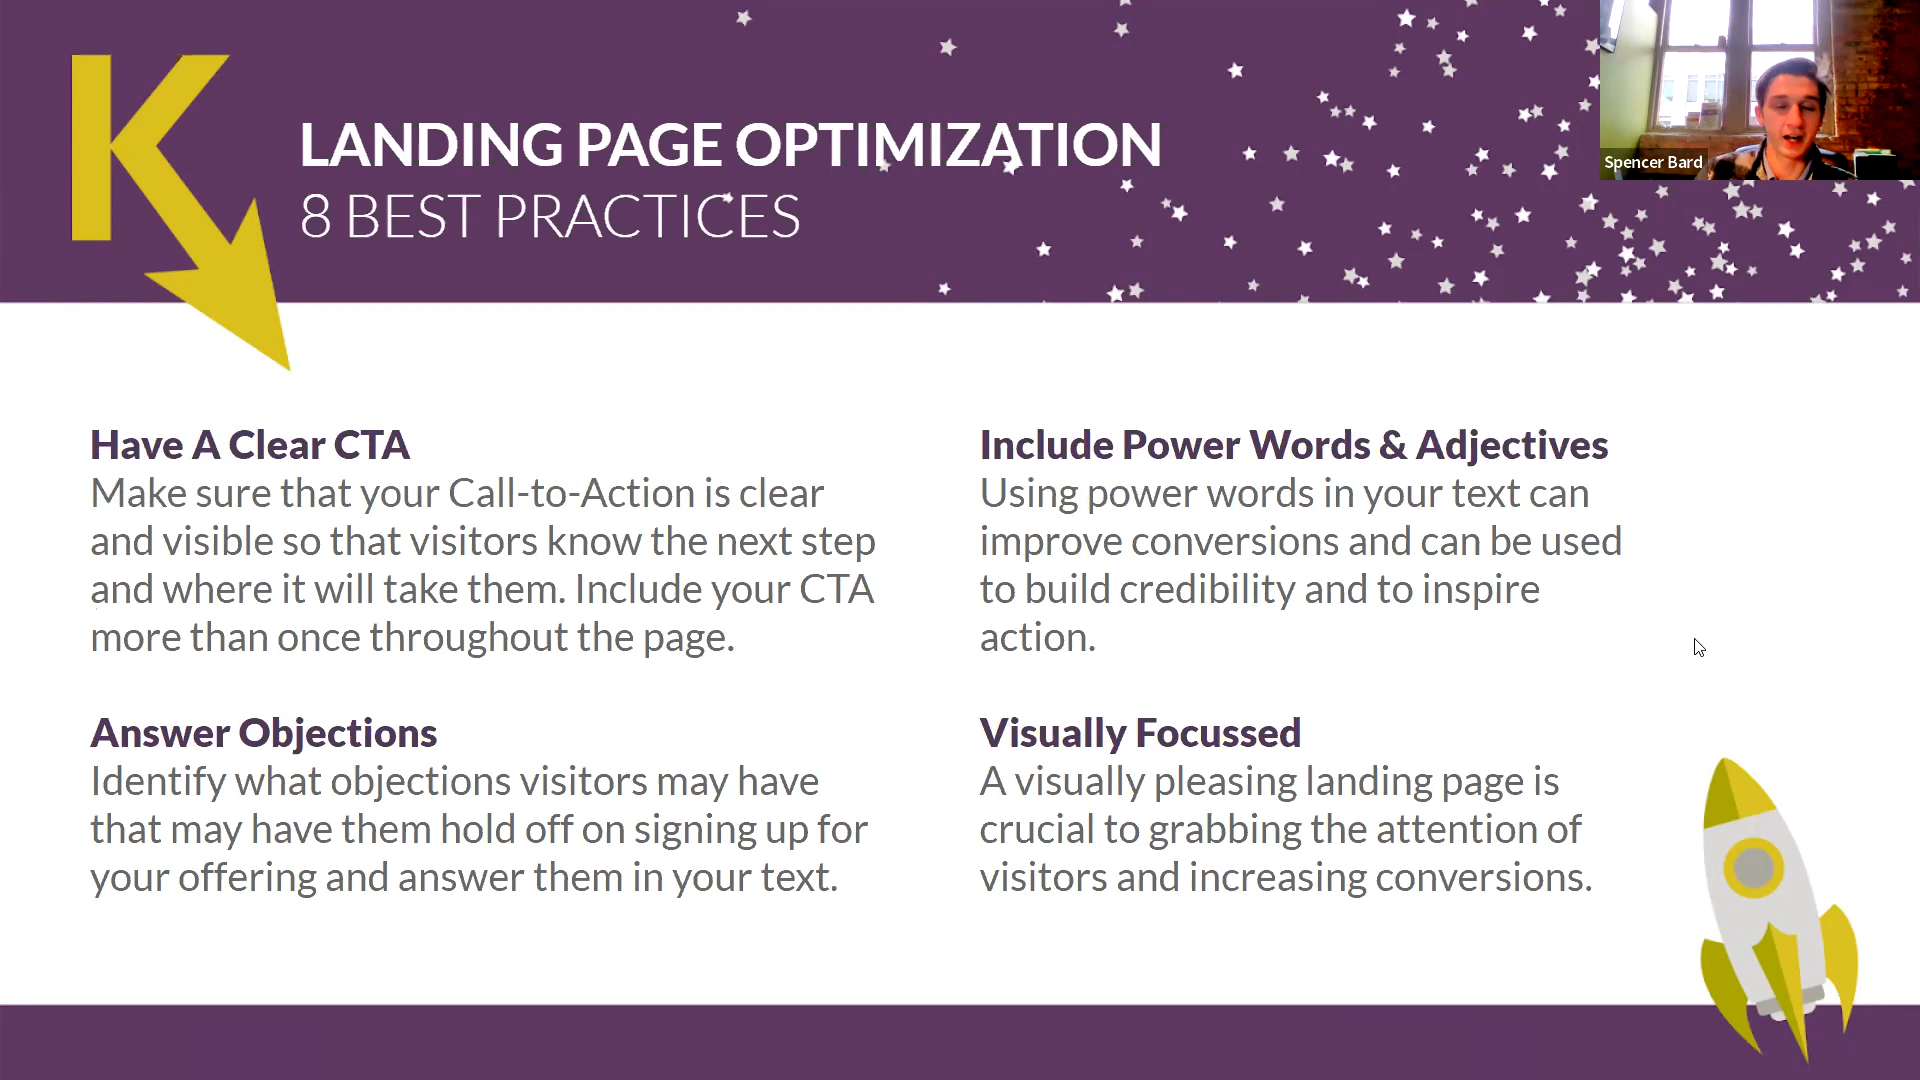 K
LANDING PAGE OPTIMIZATION
8 BEST PRACTICES
Spencer Bard
Have A Clear CTA
Make sure that your Call-to-Action is clear
and visible so that visitors know the next step
and where it will take them. Include your CTA
more than once throughout the page.
Answer Objections
Identify what objections visitors may have
that may have them hold off on signing up for
your offering and answer them in your text.
Include Power Words & Adjectives
Using power words in your text can
improve conversions and can be used
to build credibility and to inspire
action.
Visually Focussed
A visually pleasing landing page is
crucial to grabbing the attention of
visitors and increasing conversions.